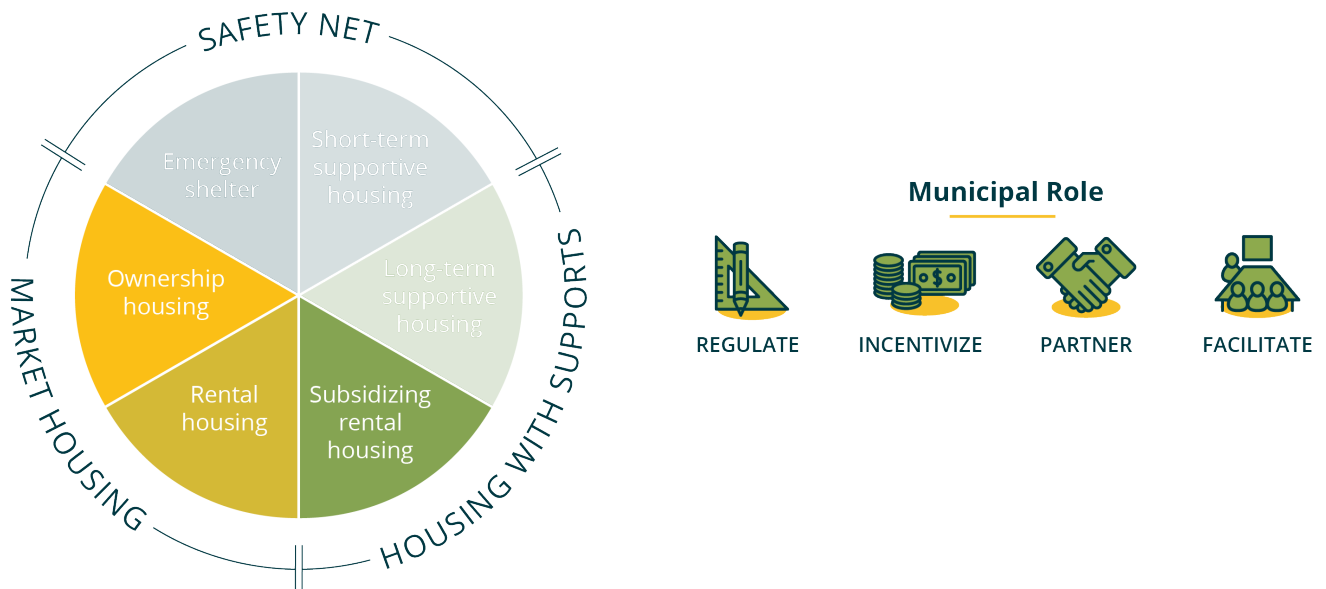 SAFETY NET
Emergency
shelter
Short-term
supportive
housing
Ownership
housing
Long-term
supportive
housing
Rental
housing
Subsidizing
rental
housing
MARKET HOUSING
HOUSING WITH SUPPORTS
Municipal Role
$
REGULATE
INCENTIVIZE
PARTNER
FACILITATE